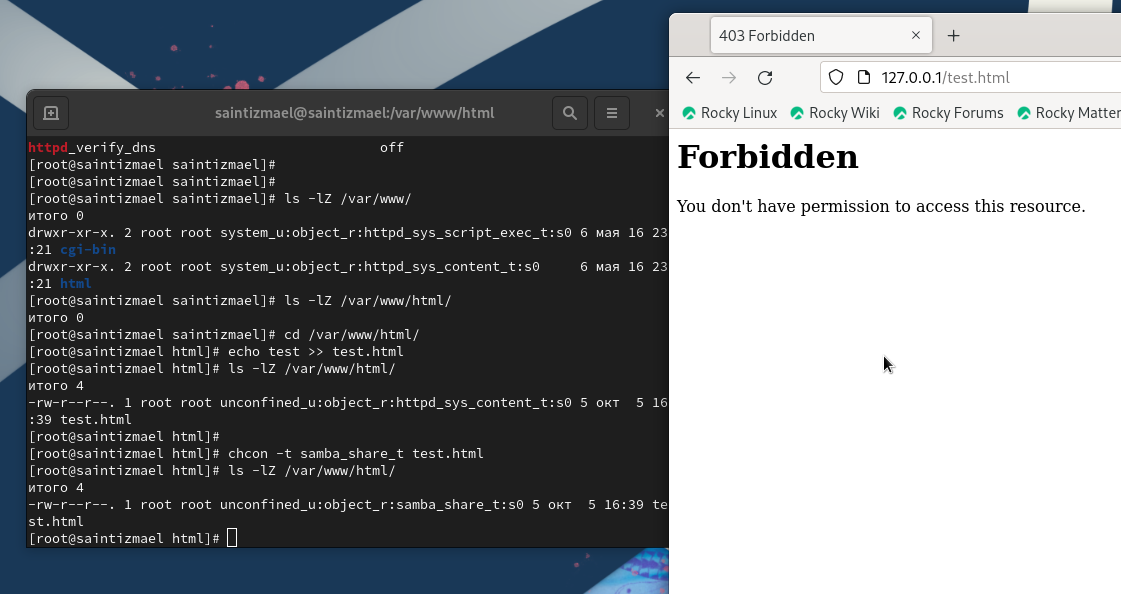 403 Forbidden
127.0.0.1/test.html
Rocky Linux Rocky Wiki Rocky Forums Rocky Matter
Forbidden
You don't have permission to access this resource.
saintizmael@saintizmael:/var/www/html
httpd_verify_dns                            off
[root@saintizmael saintizmael]#
[root@saintizmael saintizmael]#
[root@saintizmael saintizmael]# ls -lZ /var/www/
итого 0
drwxr-xr-x. 2 root root system_u:object_r:httpd_sys_script_exec_t:s0 6 мая 16 23
:21 cgi-bin
drwxr-xr-x. 2 root root system_u:object_r:httpd_sys_content_t:s0     6 мая 16 23
:21 html
[root@saintizmael saintizmael]# ls -lZ /var/www/html/
итого 0
[root@saintizmael saintizmael]# cd /var/www/html/
[root@saintizmael html]# echo test >> test.html
[root@saintizmael html]# ls -lZ /var/www/html/
итого 4
-rw-r--r--. 1 root root unconfined_u:object_r:httpd_sys_content_t:s0 5 окт  5 16
:39 test.html
[root@saintizmael html]#
[root@saintizmael html]# chcon -t samba_share_t test.html
[root@saintizmael html]# ls -lZ /var/www/html/
итого 4
-rw-r--r--. 1 root root unconfined_u:object_r:samba_share_t:s0 5 окт  5 16:39 te
st.html
[root@saintizmael html]#